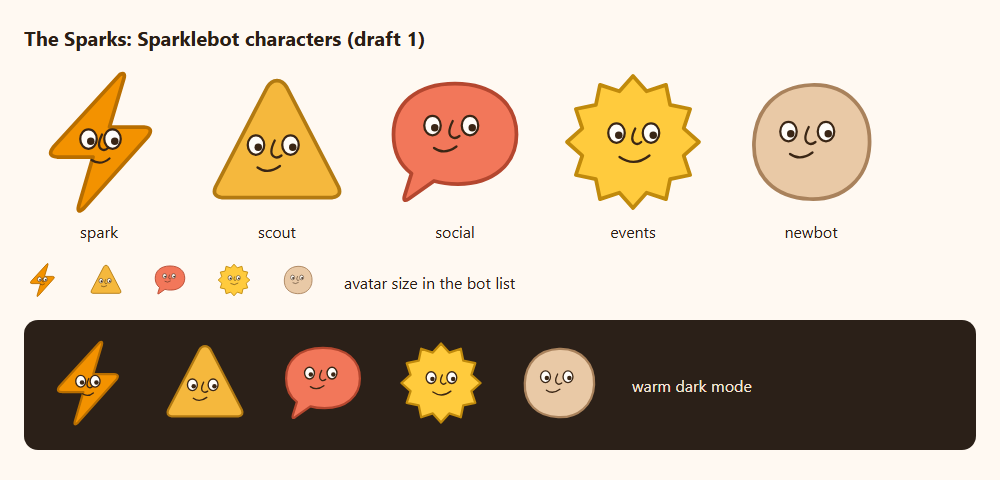 The Sparks: Sparklebot characters (draft 1)
spark
scout
social
events
newbot
avatar size in the bot list
warm dark mode